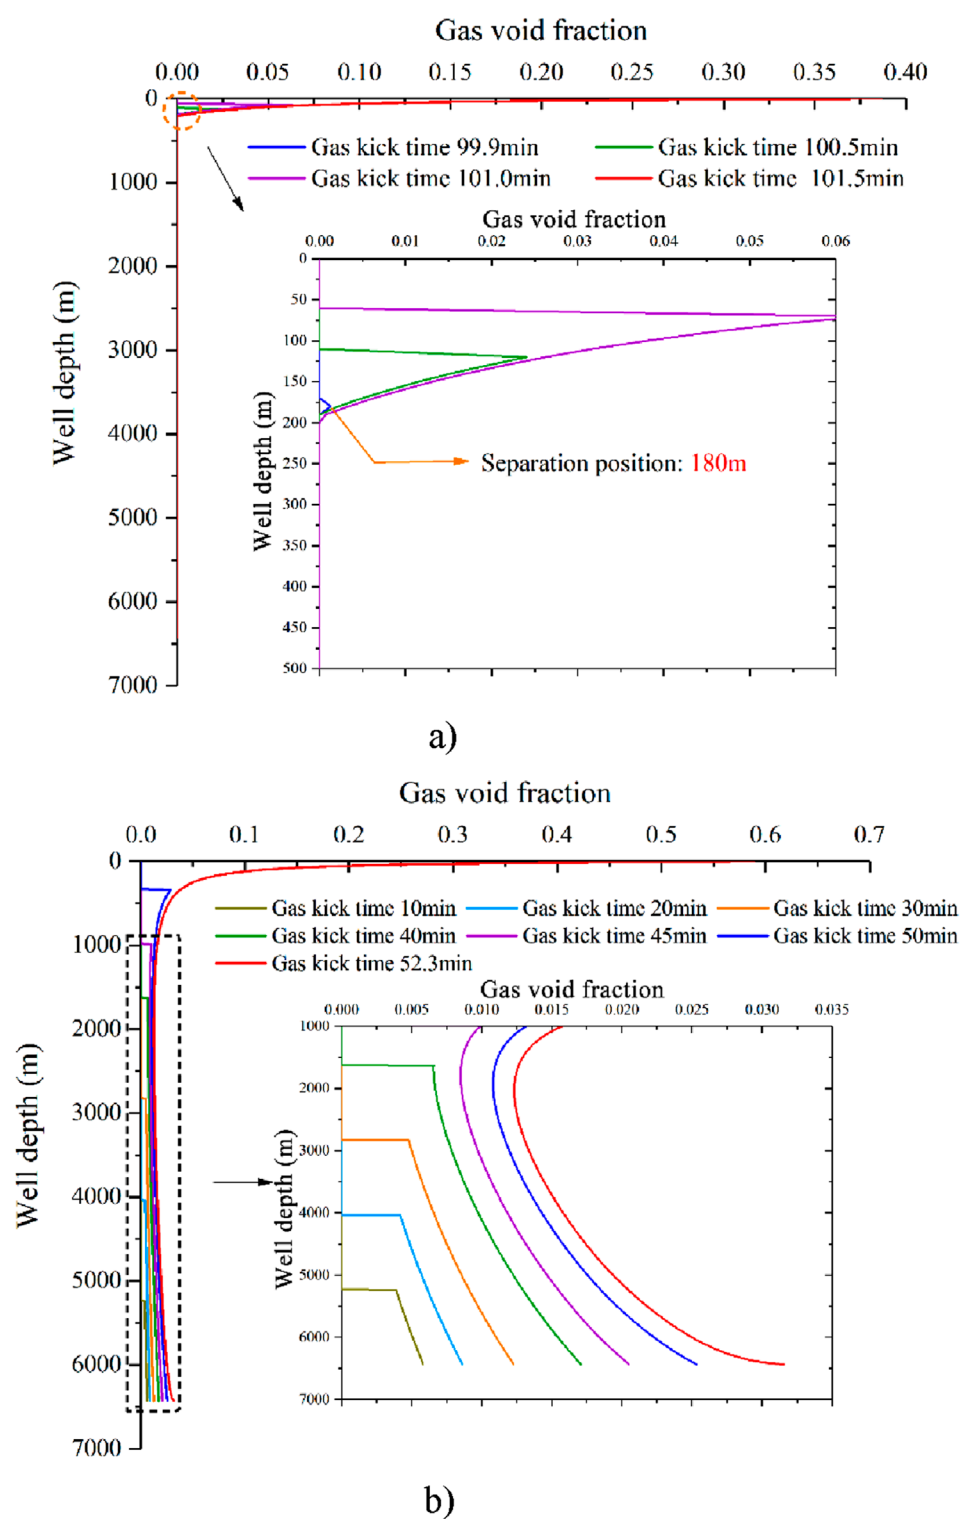 Gas void fraction
0.00 0.05 0.10 0.15 0.20 0.25 0.30 0.35 0.40
0
1000
2000
3000
4000
5000
6000
7000
Well depth (m)
Gas kick time 99.9min
Gas kick time 100.5min
Gas kick time 101.0min
Gas kick time 101.5min
Gas void fraction
0.00 0.01 0.02 0.03 0.04 0.05 0.06
0
50
100
150
200
250
300
350
400
450
500
Well depth (m)
Separation position: 180m
a)
Gas void fraction
0.0 0.1 0.2 0.3 0.4 0.5 0.6 0.7
0
1000
2000
3000
4000
5000
6000
7000
Well depth (m)
Gas kick time 10min Gas kick time 20min Gas kick time 30min
Gas kick time 40min Gas kick time 45min Gas kick time 50min
Gas kick time 52.3min
Gas void fraction
0.000 0.005 0.010 0.015 0.020 0.025 0.030 0.035
1000
2000
3000
4000
5000
6000
7000
Well depth (m)
b)